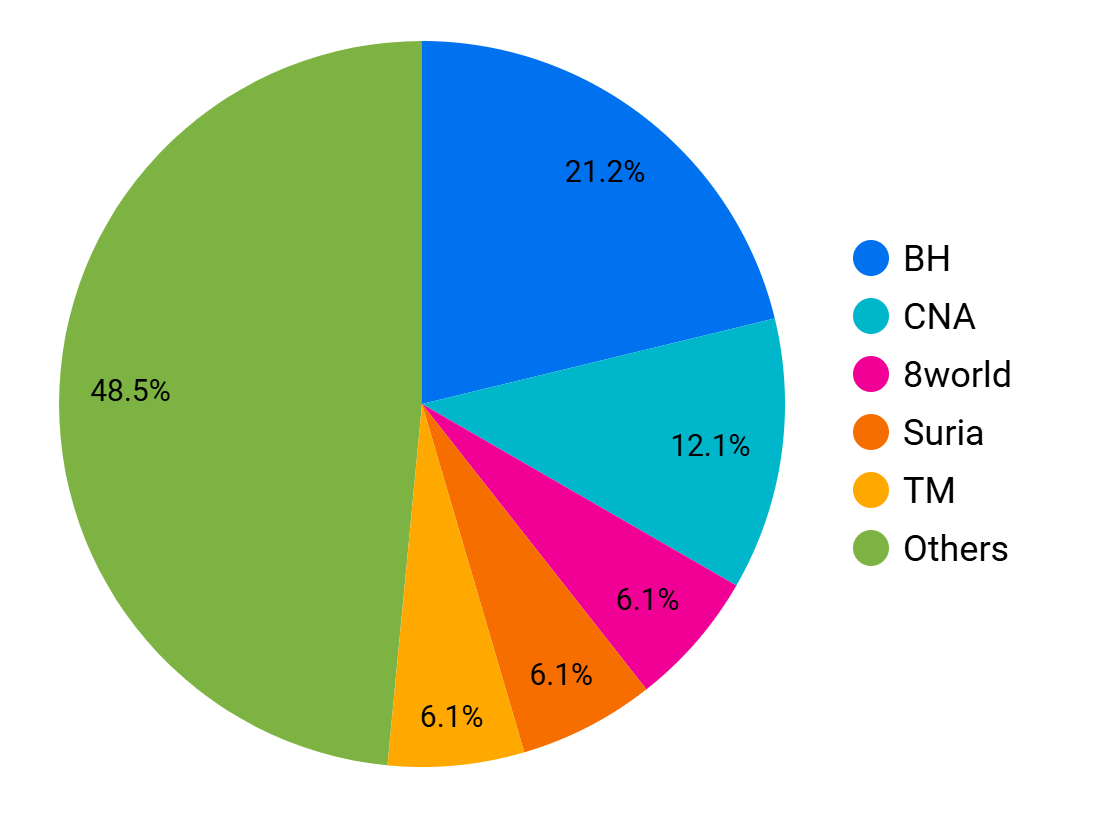 21.2%
12.1%
6.1%
6.1%
6.1%
48.5%
BH
CNA
8world
Suria
TM
Others